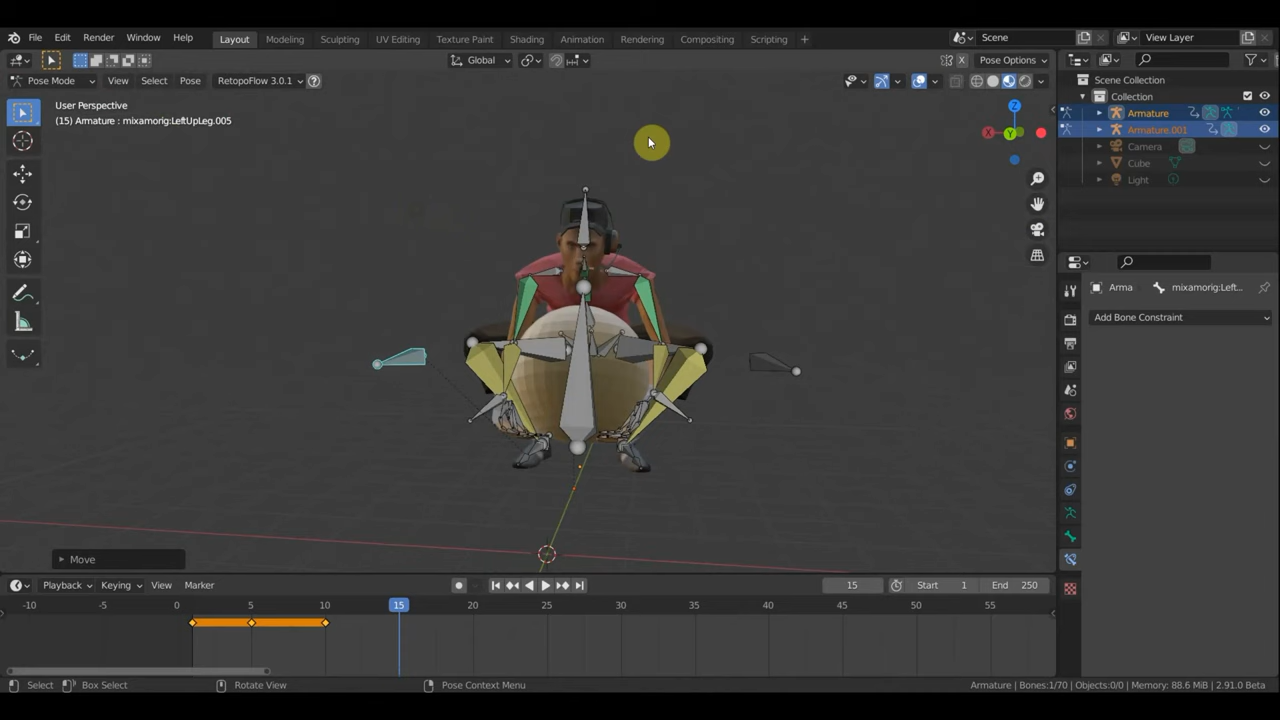 File Edit Render Window Help Layout Modeling Sculpting UV Editing Texture Paint Shading Animation Rendering Compositing Scripting + Scene View Layer
Global Pose Options
Pose Mode View Select Pose RetopoFlow 3.0.1
Scene Collection
Collection
User Perspective
(15) Armature : mixamorig:LeftUpLeg.005
Armature
Armature.001
Camera
Cube
Light
X
Y
Z
Arma mixamorig:Left...
Add Bone Constraint
Move
Playback Keying View Marker 15 Start 1 End 250
-10 -5 0 5 10 15 20 25 30 35 40 45 50 55
Select Box Select Rotate View Pose Context Menu Armature | Bones:1/70 | Objects:0/0 | Memory: 88.6 MiB | 2.91.0 Beta